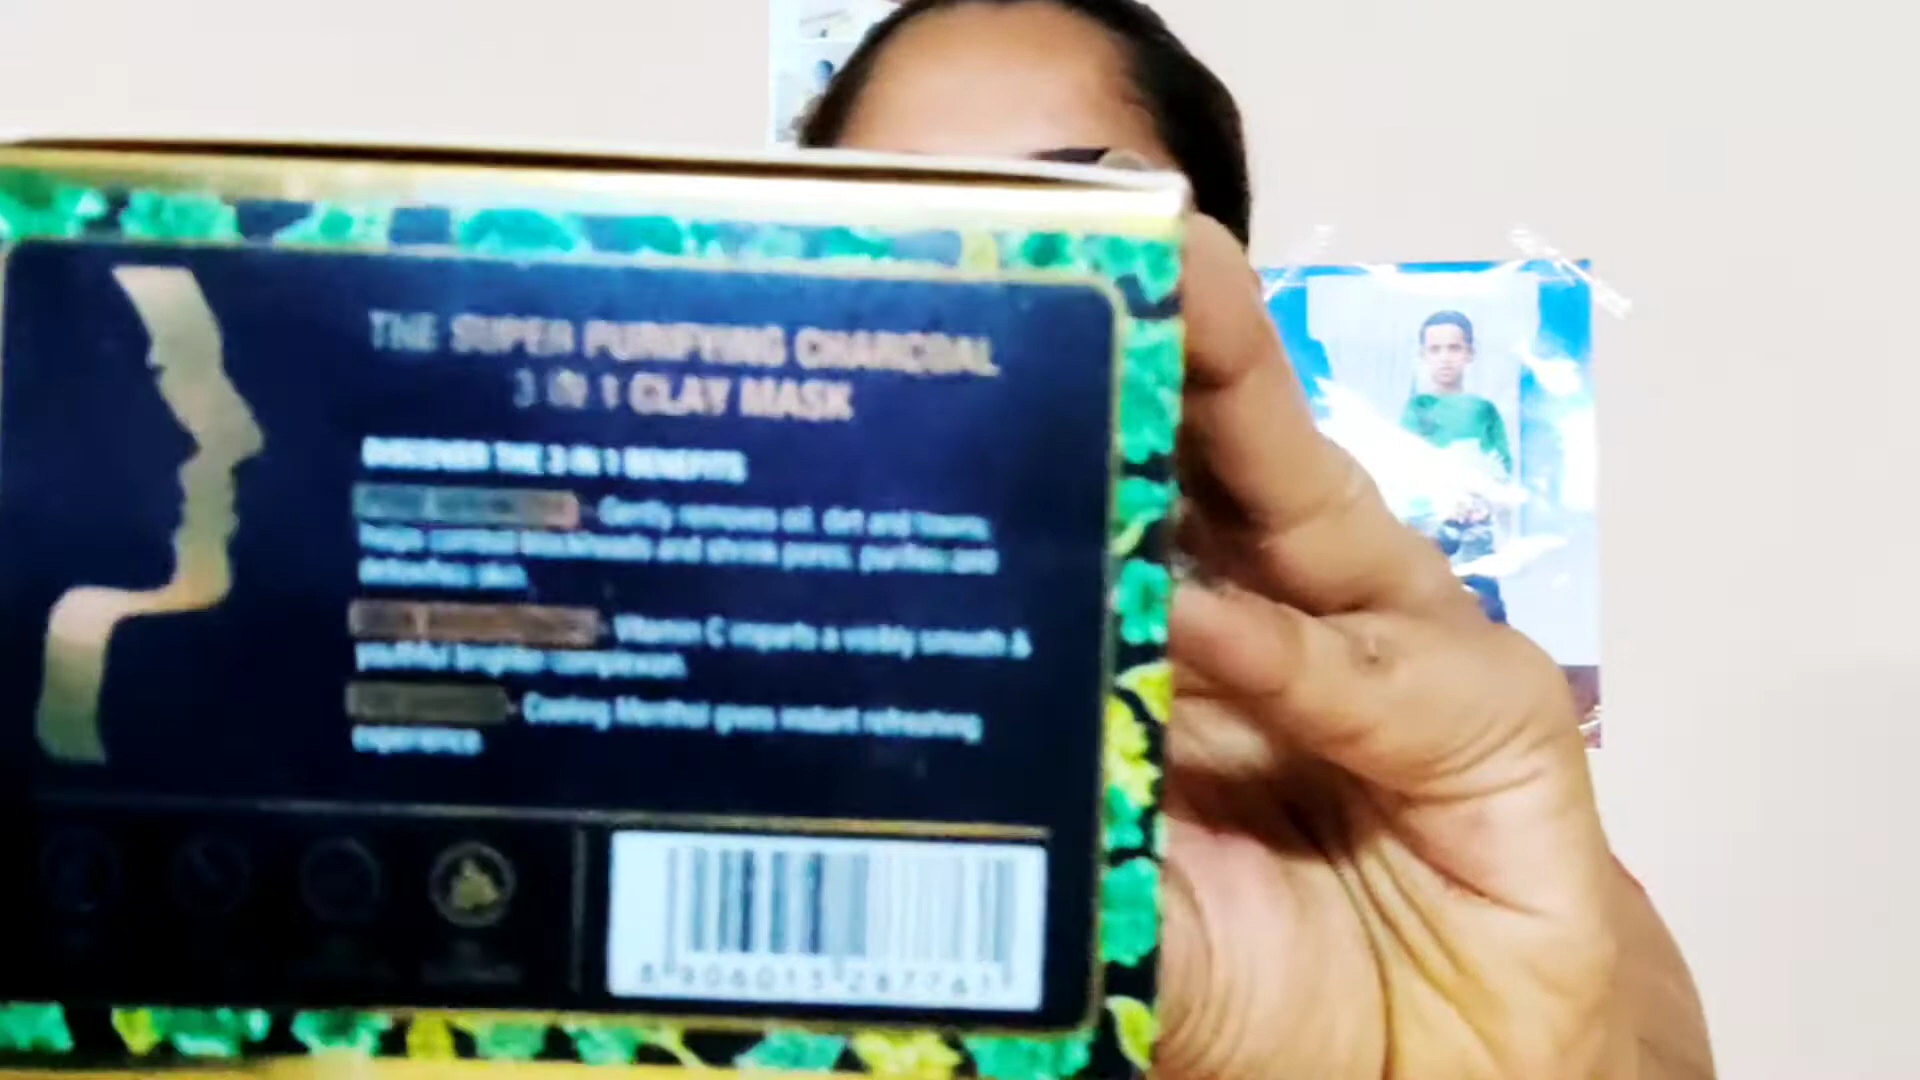 THE SUPER PURIFYING CHARCOAL
3 IN 1 CLAY MASK
DISCOVER THE 3 IN 1 BENEFITS
- Gently removes oil, dirt and toxins,
helps combat blackheads and shrink pores, purifies and
detoxifies skin.
- Vitamin C imparts a visibly smooth &
youthful brighter complexion.
- Cooling Menthol gives instant refreshing
experience.